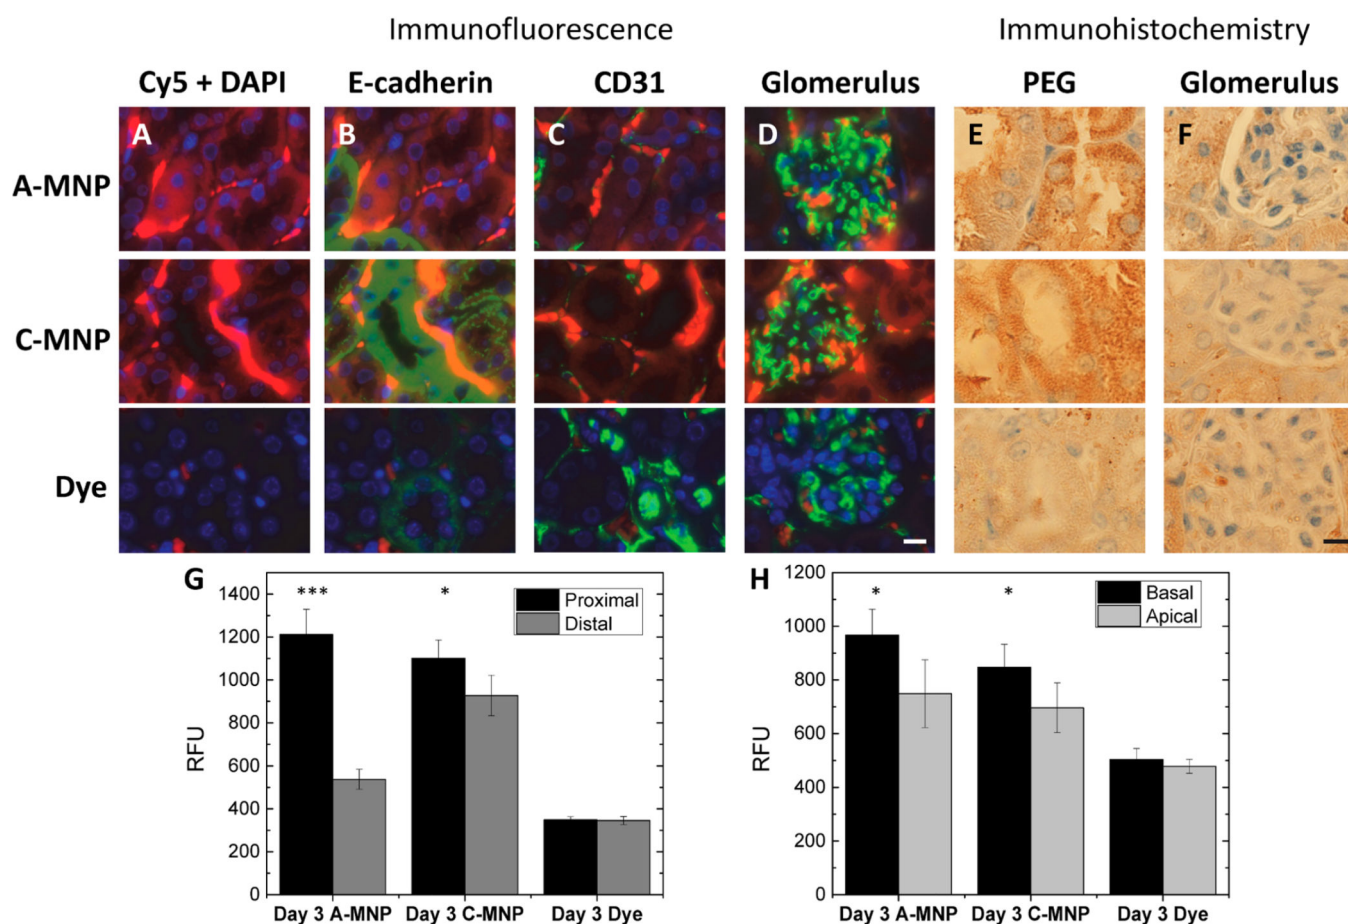 Immunofluorescence Immunohistochemistry
Cy5 + DAPI E-cadherin CD31 Glomerulus PEG Glomerulus
A B C D E F
A-MNP
C-MNP
Dye
G
1400
1200
1000
800
600
400
200
0
RFU
***
*
Proximal
Distal
Day 3 A-MNP Day 3 C-MNP Day 3 Dye
H
1200
1000
800
600
400
200
0
RFU
*
*
Basal
Apical
Day 3 A-MNP Day 3 C-MNP Day 3 Dye